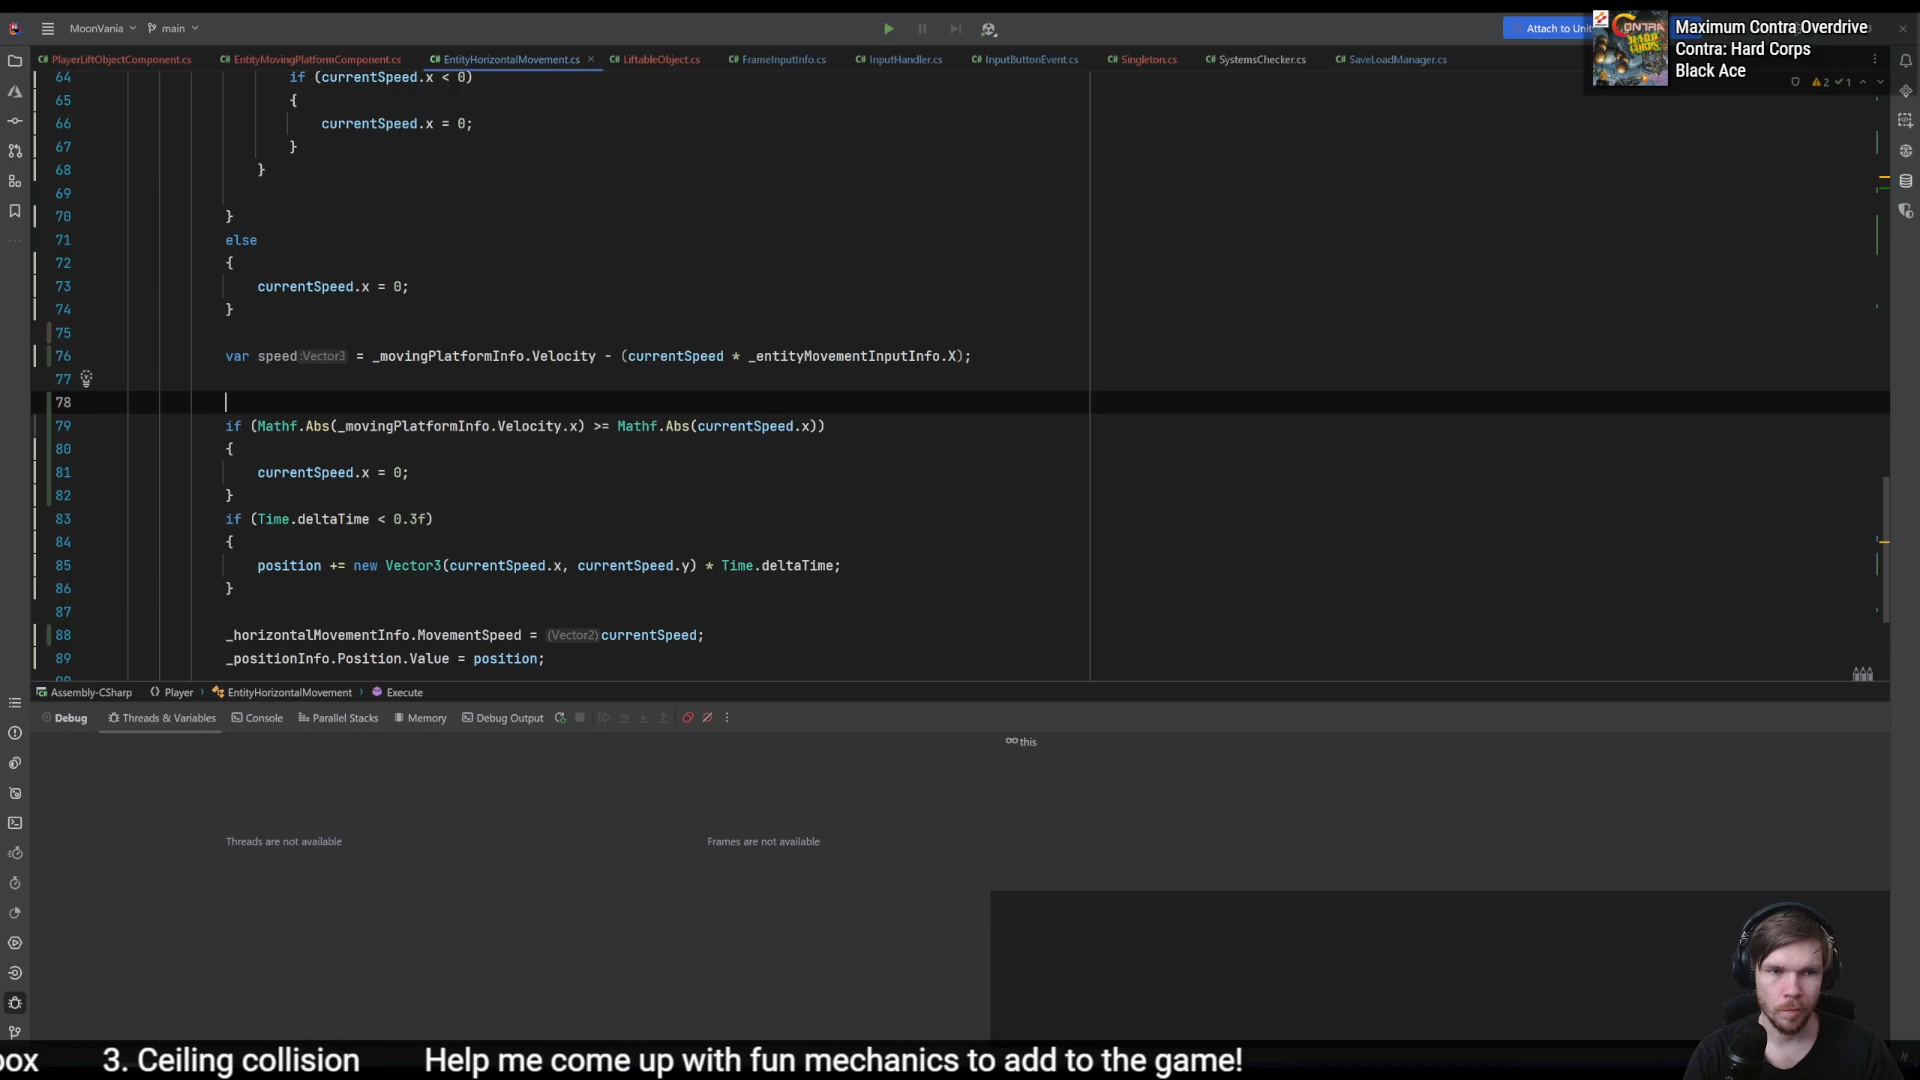 MoonVania main Attach to Unit
Maximum Contra Overdrive
Contra: Hard Corps
Black Ace
PlayerLiftObjectComponent.cs EntityMovingPlatformComponent.cs EntityHorizontalMovement.cs LiftableObject.cs FrameInputInfo.cs InputHandler.cs InputButtonEvent.cs Singleton.cs SystemsChecker.cs SaveLoadManager.cs
2 1
64 if (currentSpeed.x < 0)
65 {
66 currentSpeed.x = 0;
67 }
68 }
69
70 }
71 else
72 {
73 currentSpeed.x = 0;
74 }
75
76 var speed :Vector3 = _movingPlatformInfo.Velocity - (currentSpeed * _entityMovementInputInfo.X);
77
78
79 if (Mathf.Abs(_movingPlatformInfo.Velocity.x) >= Mathf.Abs(currentSpeed.x))
80 {
81 currentSpeed.x = 0;
82 }
83 if (Time.deltaTime < 0.3f)
84 {
85 position += new Vector3(currentSpeed.x, currentSpeed.y) * Time.deltaTime;
86 }
87
88 _horizontalMovementInfo.MovementSpeed = (Vector2)currentSpeed;
89 _positionInfo.Position.Value = position;
Assembly-CSharp Player EntityHorizontalMovement Execute
Debug Threads & Variables Console Parallel Stacks Memory Debug Output
this
Threads are not available Frames are not available
ox 3. Ceiling collision Help me come up with fun mechanics to add to the game!